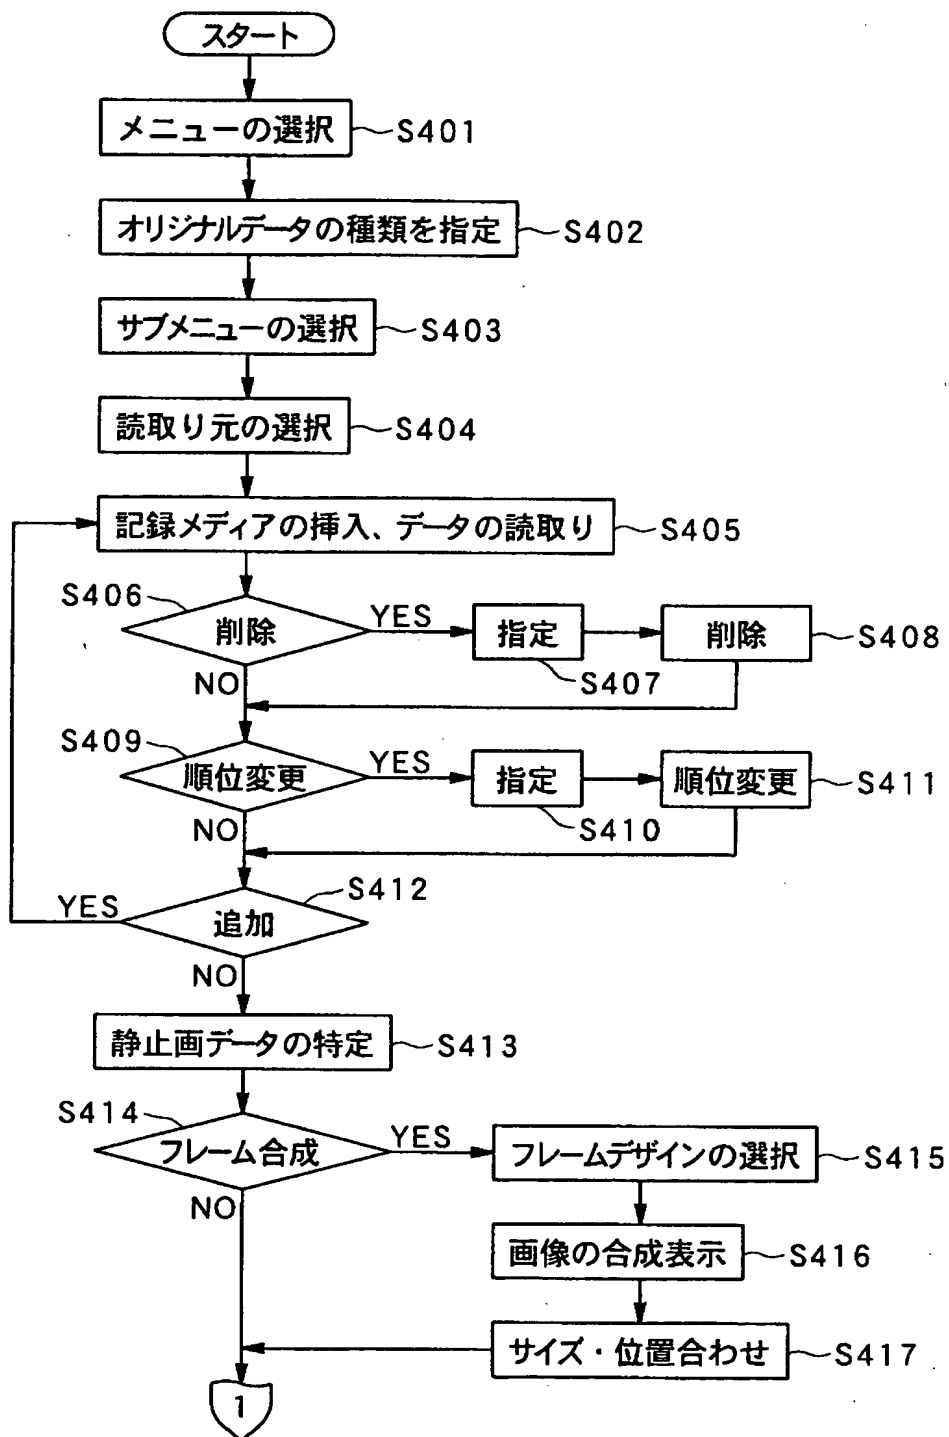 スタート
メニューの選択 S401
オリジナルデータの種類を指定 S402
サブメニューの選択 S403
読取り元の選択 S404
記録メディアの挿入、データの読取り S405
S406
削除 YES 指定 削除 S408
NO S407
S409
順位変更 YES 指定 順位変更 S411
NO S410
S412
YES 追加
NO
静止画データの特定 S413
S414
フレーム合成 YES フレームデザインの選択 S415
NO
画像の合成表示 S416
サイズ・位置合わせ S417
1